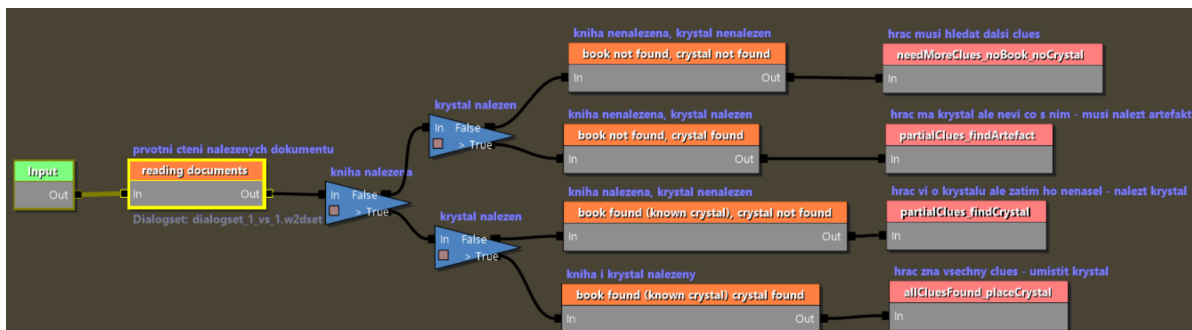 kniha nenalezena, krystal nenalezen
book not found, crystal not found
In Out
hrac musi hledat dalsi clues
needMoreClues_noBook_noCrystal
In
krystal nalezen
In False
> True
kniha nenalezena, krystal nalezen
book not found, crystal found
In Out
hrac ma krystal ale nevi co s nim - musi nalezt artefakt
partialClues_findArtefact
In
Input
Out
prvotni cteni nalezenych dokumentu
reading documents
In Out
Dialogset: dialogset_1_vs_1.w2dset
kniha nalezena
In False
> True
kniha nalezena, krystal nenalezen
book found (known crystal), crystal not found
In Out
hrac vi o krystalu ale zatim ho nenasel - nalezt krystal
partialClues_findCrystal
In
krystal nalezen
In False
> True
kniha i krystal nalezeny
book found (known crystal) crystal found
In Out
hrac zna vsechny clues - umistit krystal
allCluesFound_placeCrystal
In